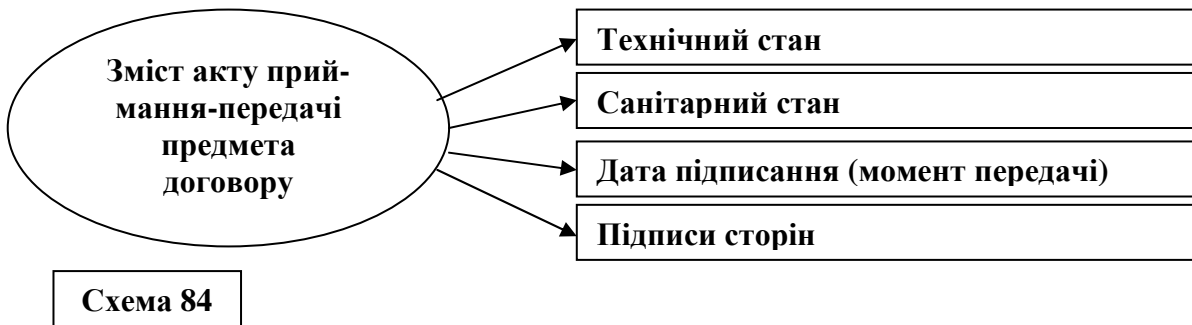 Зміст акту прий-
мання-передачі
предмета
договору
Технічний стан
Санітарний стан
Дата підписання (момент передачі)
Підписи сторін
Схема 84